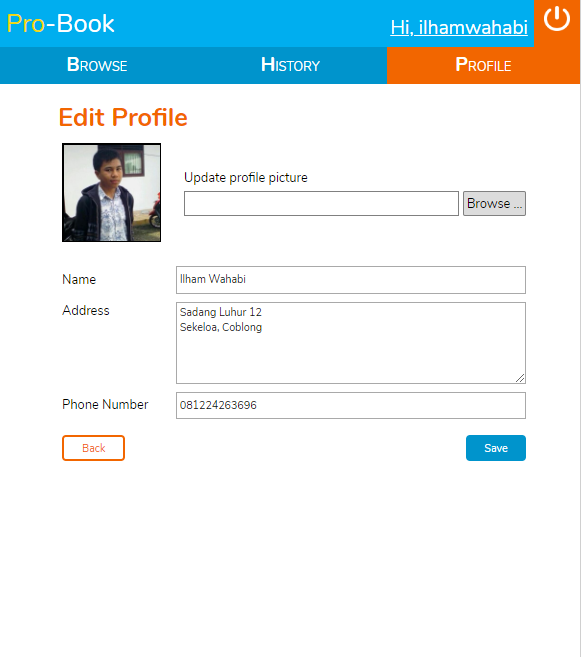 Pro-Book
Hi, ilhamwahabi
BROWSE
HISTORY
PROFILE
Edit Profile
Update profile picture
Browse ...
Name
Ilham Wahabi
Address
Sadang Luhur 12
Sekeloa, Coblong
Phone Number
081224263696
Back
Save